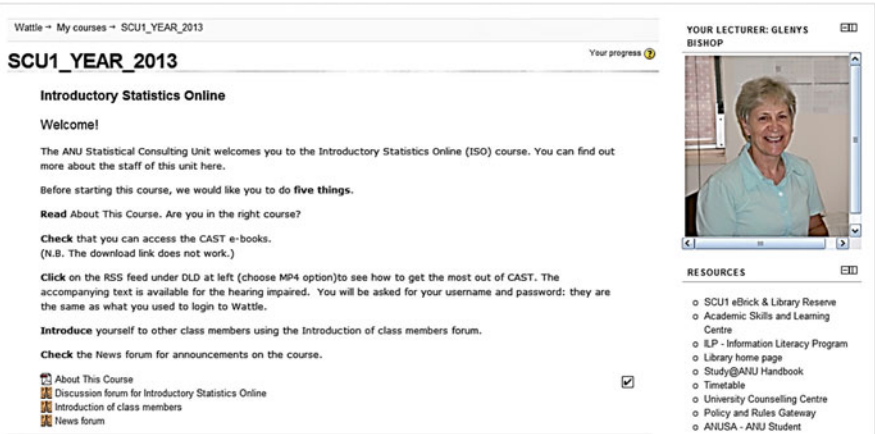 Wattle → My courses → SCU1_YEAR_2013
SCU1_YEAR_2013
Your progress
Introductory Statistics Online
Welcome!
The ANU Statistical Consulting Unit welcomes you to the Introductory Statistics Online (ISO) course. You can find out
more about the staff of this unit here.
Before starting this course, we would like you to do five things.
Read About This Course. Are you in the right course?
Check that you can access the CAST e-books.
(N.B. The download link does not work.)
Click on the RSS feed under DLD at left (choose MP4 option)to see how to get the most out of CAST. The
accompanying text is available for the hearing impaired. You will be asked for your username and password: they are
the same as what you used to login to Wattle.
Introduce yourself to other class members using the Introduction of class members forum.
Check the News forum for announcements on the course.
About This Course
Discussion forum for Introductory Statistics Online
Introduction of class members
News forum
YOUR LECTURER: GLENYS
BISHOP
RESOURCES
SCU1 eBrick & Library Reserve
Academic Skills and Learning
Centre
ILP - Information Literacy Program
Library home page
Study@ANU Handbook
Timetable
University Counselling Centre
Policy and Rules Gateway
ANUSA - ANU Student